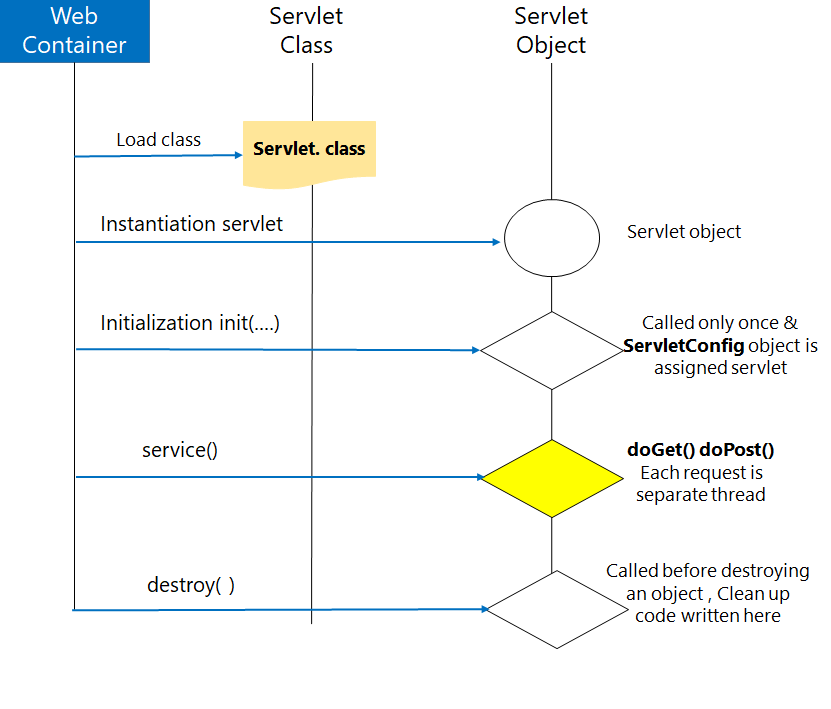 Web
Container
Servlet
Class
Servlet
Object
Load class
Servlet. class
Instantiation servlet
Servlet object
Initialization init(....)
Called only once &
ServletConfig object is
assigned servlet
service()
doGet() doPost()
Each request is
separate thread
destroy( )
Called before destroying
an object , Clean up
code written here